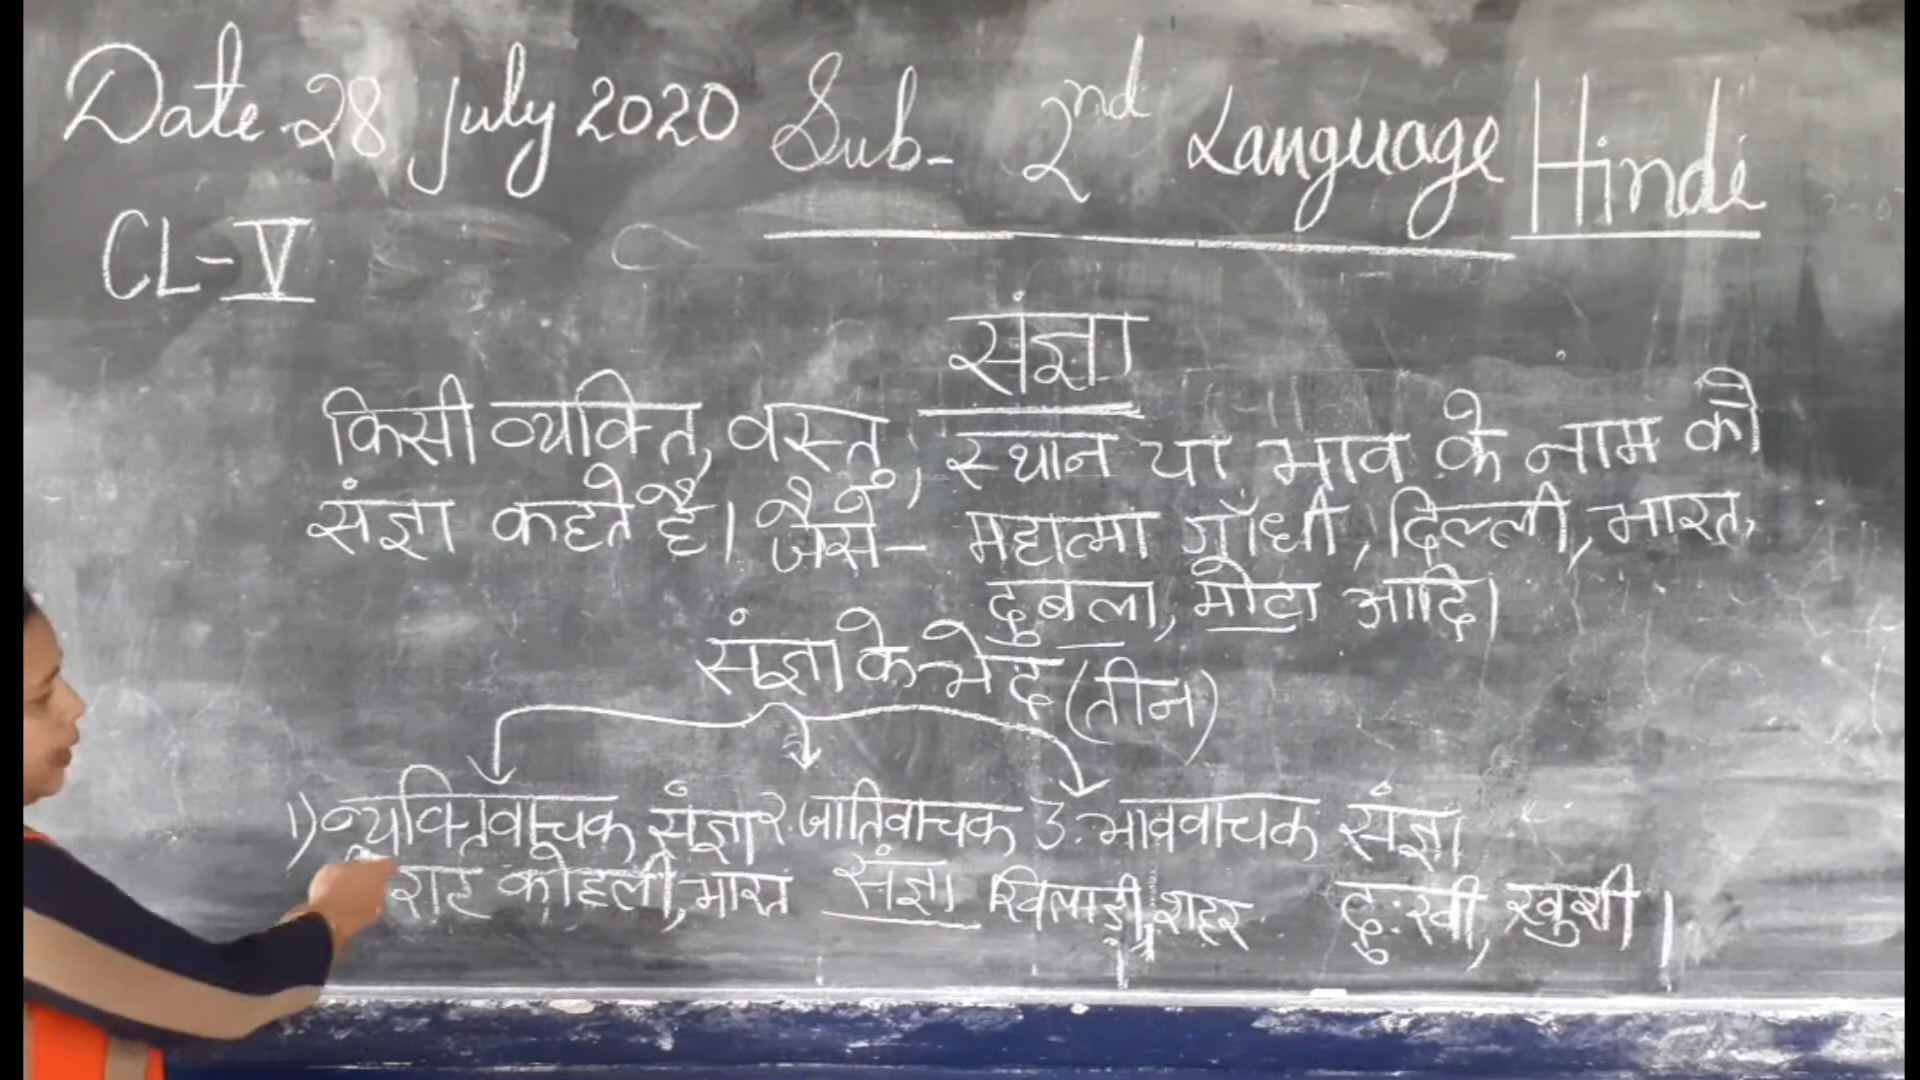 Date-28 July 2020 Sub- 2nd Language Hindi
CL-V
संज्ञा
किसी व्यक्ति, वस्तु, स्थान या भाव के नाम को
संज्ञा कहते है। जैसे- महात्मा गाँधी, दिल्ली, भारत,
दुबला, मोटा आदि।
संज्ञा के भेद (तीन)
1) व्यक्तिवाचक संज्ञा 2. जातिवाचक 3. भाववाचक संज्ञा
राट कोहली, भारत संज्ञा खिलाड़ी, शहर दुःखी, खुशी।